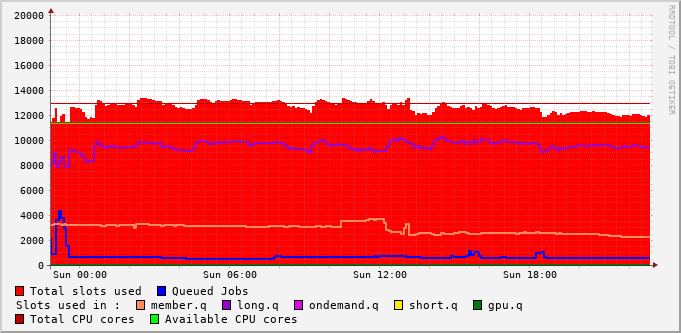 20000
18000
16000
14000
12000
10000
8000
6000
4000
2000
0
Sun 00:00 Sun 06:00 Sun 12:00 Sun 18:00
RRDTOOL / TOBI OETIKER
Total slots used Queued Jobs
Slots used in : member.q long.q ondemand.q short.q gpu.q
Total CPU cores Available CPU cores